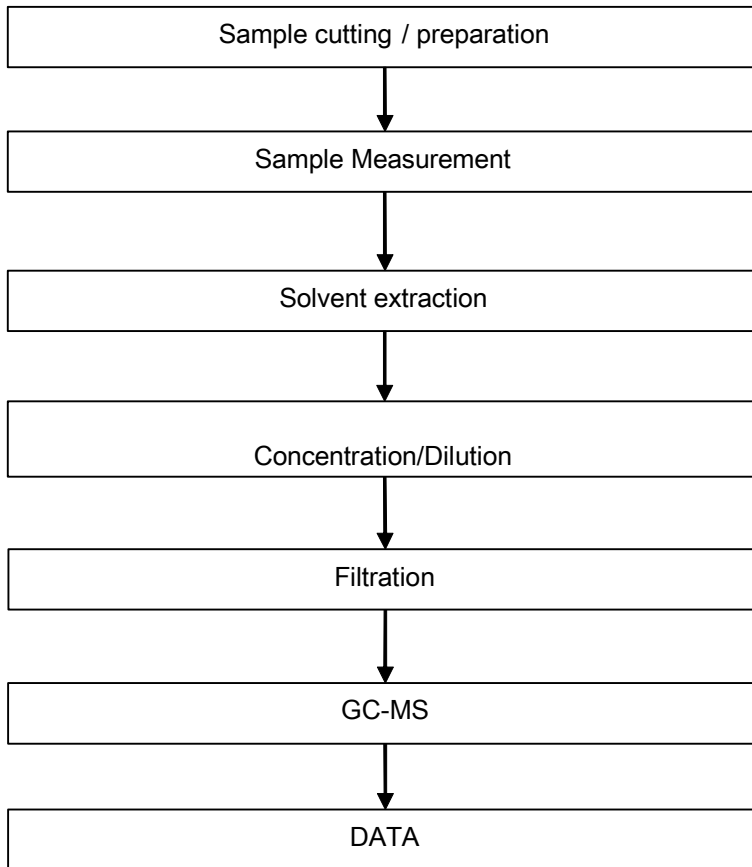 Sample cutting / preparation
Sample Measurement
Solvent extraction
Concentration/Dilution
Filtration
GC-MS
DATA